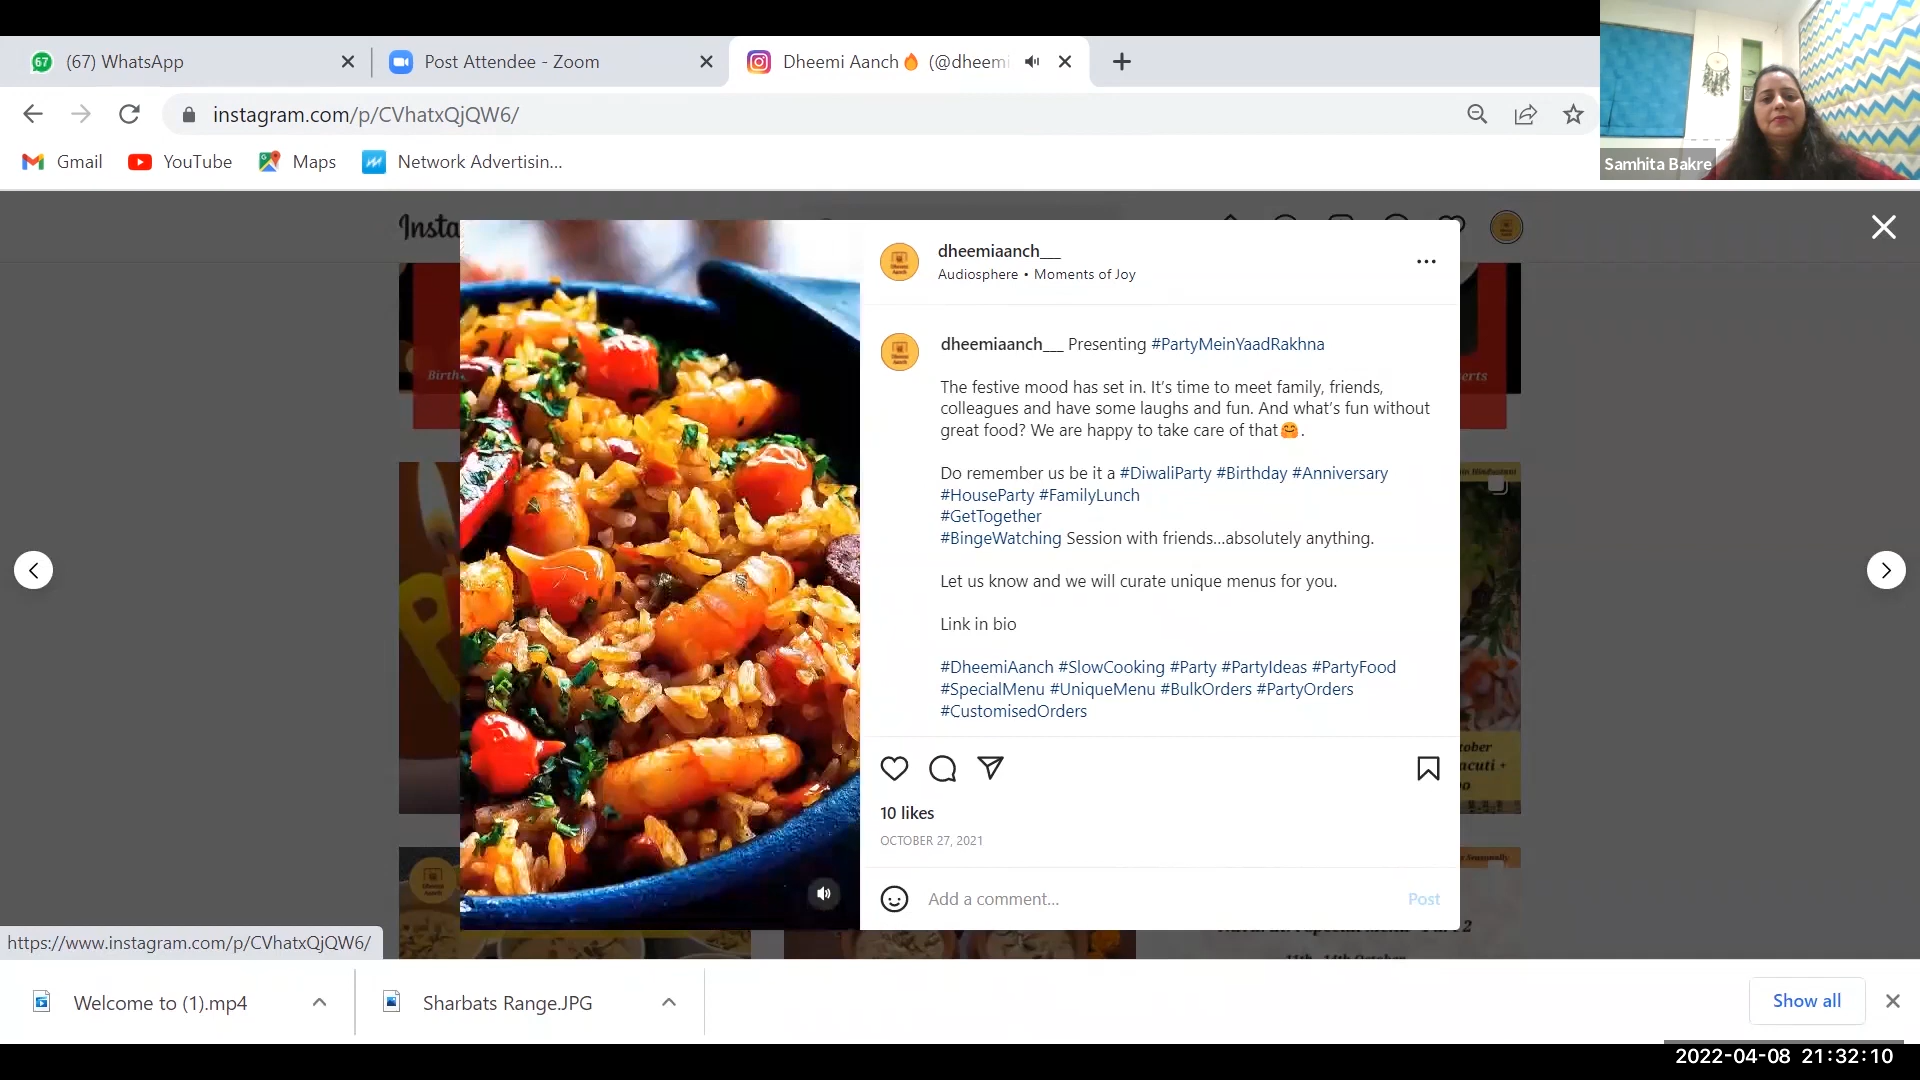 (67) WhatsApp
Post Attendee - Zoom
Dheemi Aanch🔥 (@dheemi
instagram.com/p/CVhatxQjQW6/
Gmail
YouTube
Maps
Network Advertisin...
Samhita Bakre
Insta
dheemiaanch___
Audiosphere • Moments of Joy
dheemiaanch___ Presenting #PartyMeinYaadRakhna
The festive mood has set in. It's time to meet family, friends,
colleagues and have some laughs and fun. And what's fun without
great food? We are happy to take care of that🤗.
Do remember us be it a #DiwaliParty #Birthday #Anniversary
#HouseParty #FamilyLunch
#GetTogether
#BingeWatching Session with friends...absolutely anything.
Let us know and we will curate unique menus for you.
Link in bio
#DheemiAanch #SlowCooking #Party #PartyIdeas #PartyFood
#SpecialMenu #UniqueMenu #BulkOrders #PartyOrders
#CustomisedOrders
10 likes
OCTOBER 27, 2021
Add a comment...
Post
https://www.instagram.com/p/CVhatxQjQW6/
Welcome to (1).mp4
Sharbats Range.JPG
Show all
2022-04-08 21:32:10